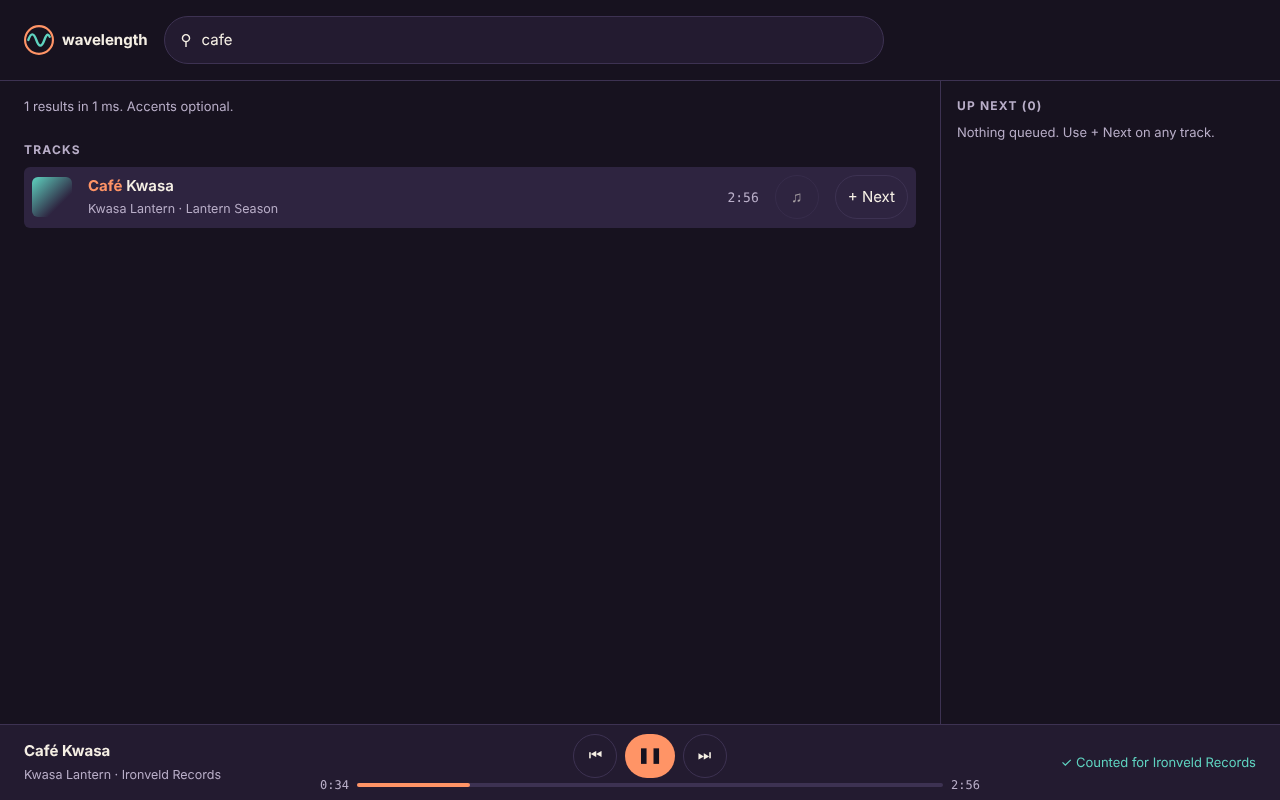 wavelength
cafe
1 results in 1 ms. Accents optional.
TRACKS
Café Kwasa
Kwasa Lantern · Lantern Season
2:56
+ Next
UP NEXT (0)
Nothing queued. Use + Next on any track.
Café Kwasa
Kwasa Lantern · Ironveld Records
0:34
2:56
✓ Counted for Ironveld Records